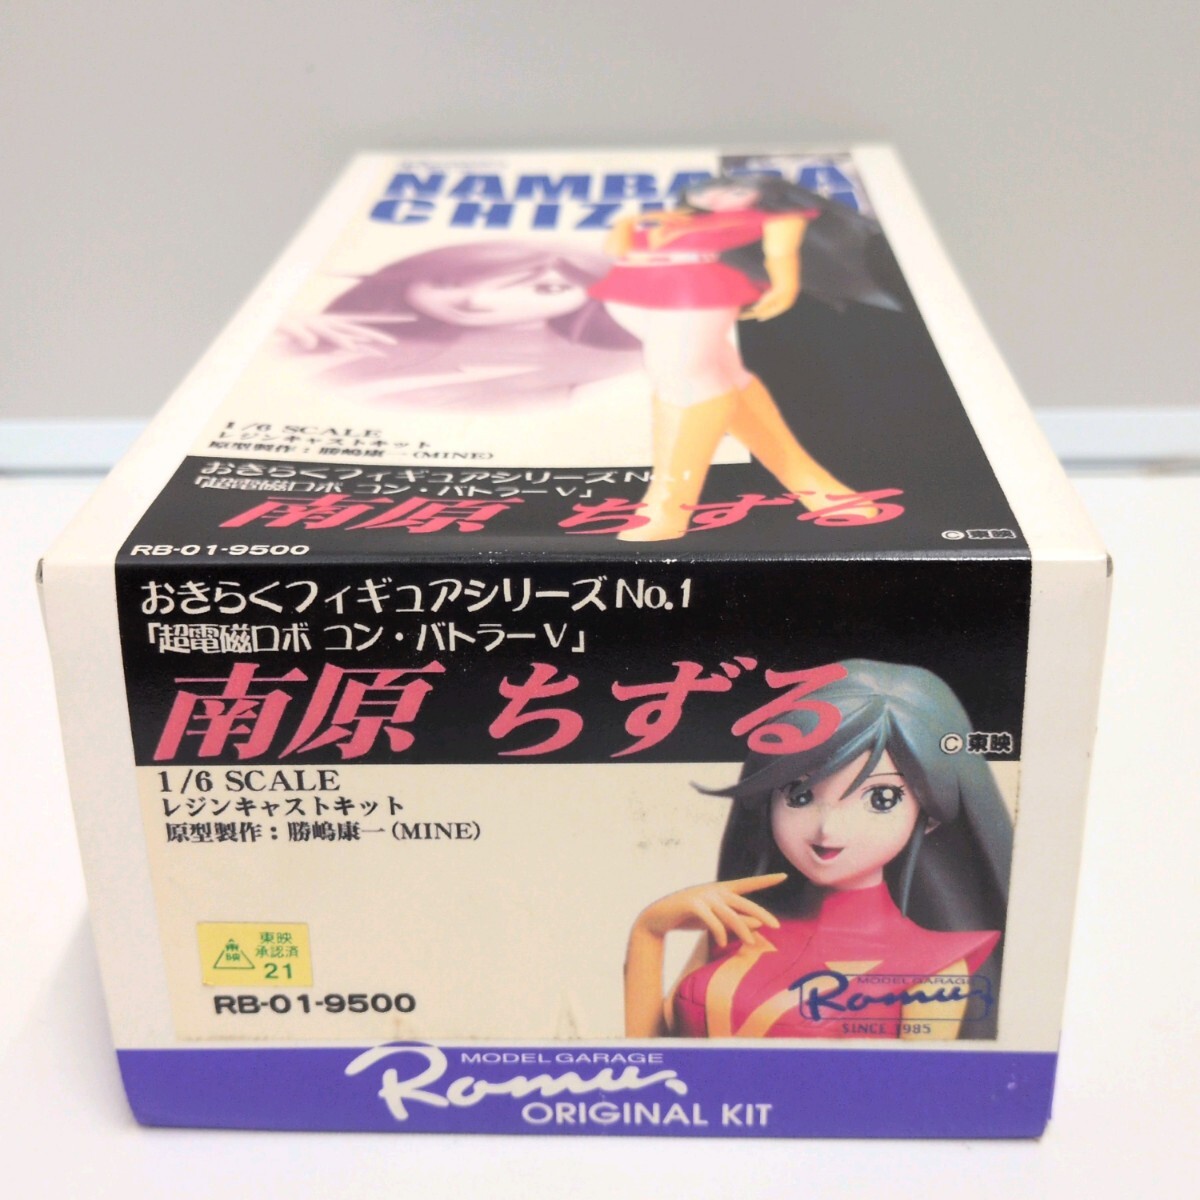 NAMBARA
1/6 SCALE
レジンキャストキット
原型製作：勝嶋康一(MINE)
おきらくフィギュアシリーズNo.1
「超電磁ロボ コン・バトラーV」
南原 ちずる
RB-01-9500
©東映
おきらくフィギュアシリーズNo.1
「超電磁ロボ コン・バトラーV」
南原 ちずる
©東映
1/6 SCALE
レジンキャストキット
原型製作：勝嶋康一(MINE)
東映
東映
承認済
21
RB-01-9500
MODEL GARAGE
Romus
SINCE 1985
MODEL GARAGE
Romus
ORIGINAL KIT